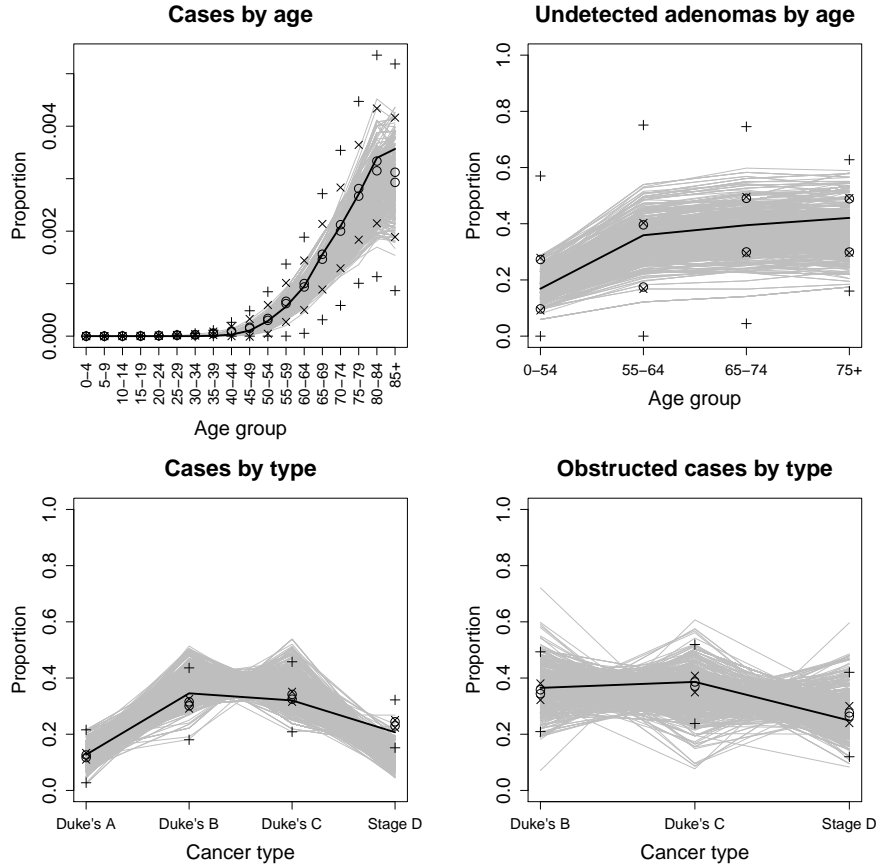 Cases by age
Proportion
0.000 0.002 0.004
0−4 5−9 10−14 15−19 20−24 25−29 30−34 35−39 40−44 45−49 50−54 55−59 60−64 65−69 70−74 75−79 80−84 85+
Age group
Undetected adenomas by age
Proportion
0.0 0.2 0.4 0.6 0.8 1.0
0−54 55−64 65−74 75+
Age group
Cases by type
Proportion
0.0 0.2 0.4 0.6 0.8 1.0
Duke's A Duke's B Duke's C Stage D
Cancer type
Obstructed cases by type
Proportion
0.0 0.2 0.4 0.6 0.8 1.0
Duke's B Duke's C Stage D
Cancer type